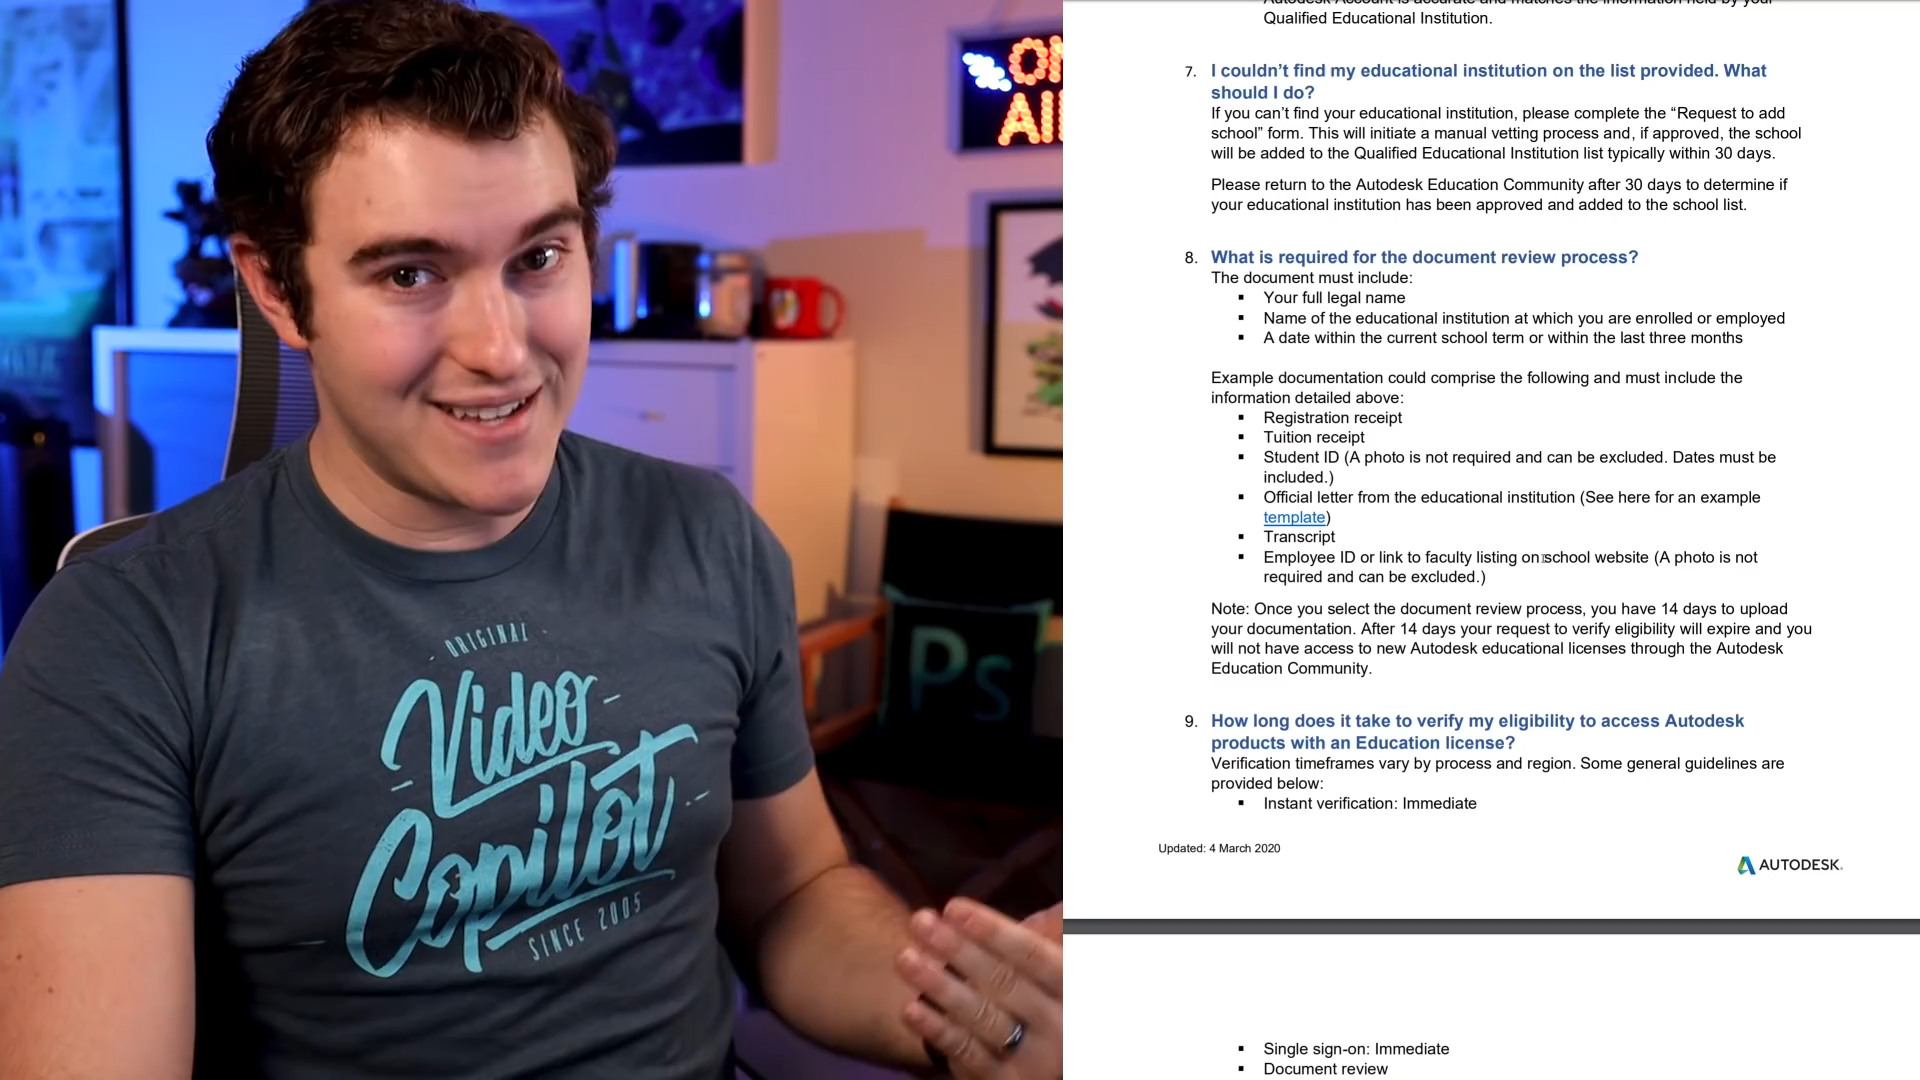 ORIGINAL
Video
Copilot
SINCE 2005
Ps
Autodesk Account is accurate and matches the information held by your
Qualified Educational Institution.
7. I couldn’t find my educational institution on the list provided. What
should I do?
If you can’t find your educational institution, please complete the “Request to add
school” form. This will initiate a manual vetting process and, if approved, the school
will be added to the Qualified Educational Institution list typically within 30 days.
Please return to the Autodesk Education Community after 30 days to determine if
your educational institution has been approved and added to the school list.
8. What is required for the document review process?
The document must include:
▪ Your full legal name
▪ Name of the educational institution at which you are enrolled or employed
▪ A date within the current school term or within the last three months
Example documentation could comprise the following and must include the
information detailed above:
▪ Registration receipt
▪ Tuition receipt
▪ Student ID (A photo is not required and can be excluded. Dates must be
included.)
▪ Official letter from the educational institution (See here for an example
template)
▪ Transcript
▪ Employee ID or link to faculty listing on school website (A photo is not
required and can be excluded.)
Note: Once you select the document review process, you have 14 days to upload
your documentation. After 14 days your request to verify eligibility will expire and you
will not have access to new Autodesk educational licenses through the Autodesk
Education Community.
9. How long does it take to verify my eligibility to access Autodesk
products with an Education license?
Verification timeframes vary by process and region. Some general guidelines are
provided below:
▪ Instant verification: Immediate
Updated: 4 March 2020
AUTODESK.
▪ Single sign-on: Immediate
▪ Document review